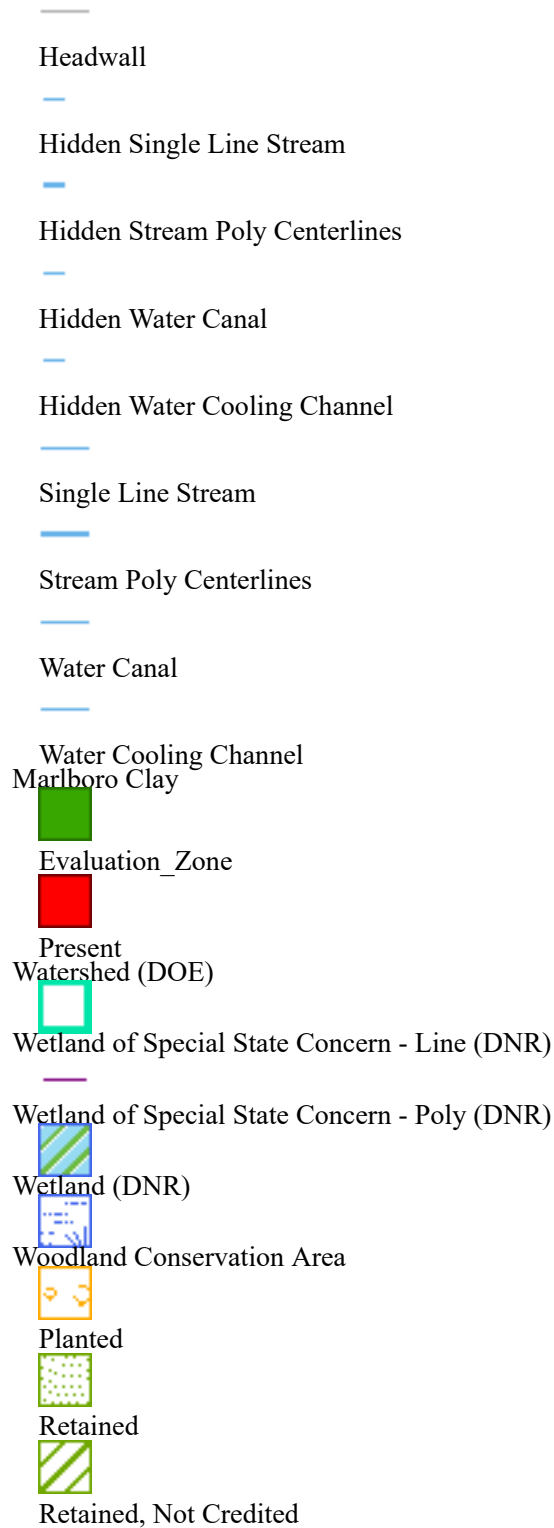 Headwall
Hidden Single Line Stream
Hidden Stream Poly Centerlines
Hidden Water Canal
Hidden Water Cooling Channel
Single Line Stream
Stream Poly Centerlines
Water Canal
Water Cooling Channel
Marlboro Clay
Evaluation_Zone
Present
Watershed (DOE)
Wetland of Special State Concern - Line (DNR)
Wetland of Special State Concern - Poly (DNR)
Wetland (DNR)
Woodland Conservation Area
Planted
Retained
Retained, Not Credited